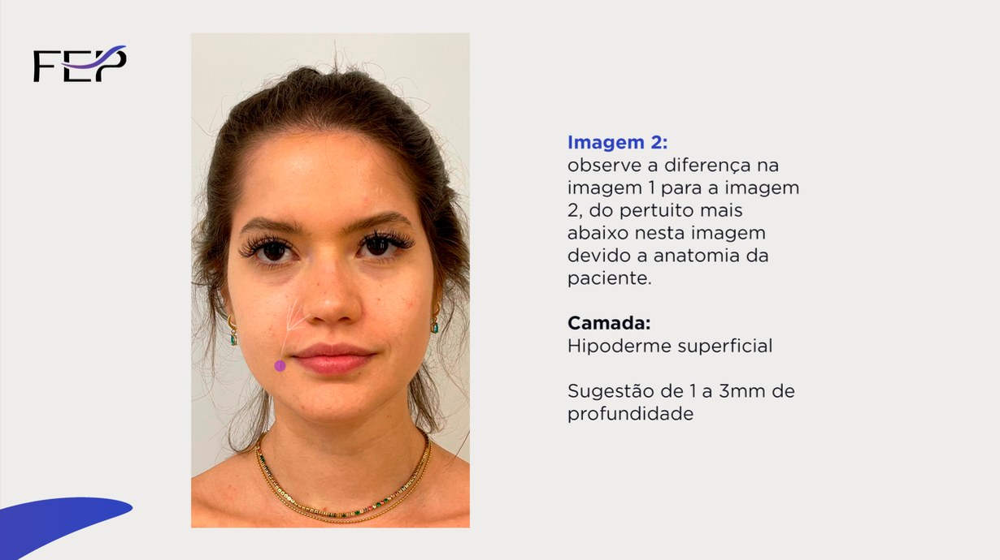 FEP
Imagem 2:
observe a diferença na
imagem 1 para a imagem
2, do pertuito mais
abaixo nesta imagem
devido a anatomia da
paciente.
Camada:
Hipoderme superficial
Sugestão de 1 a 3mm de
profundidade